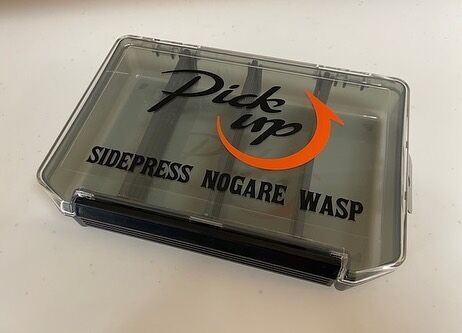 Pick
up
SIDEPRESS NOGARE WASP